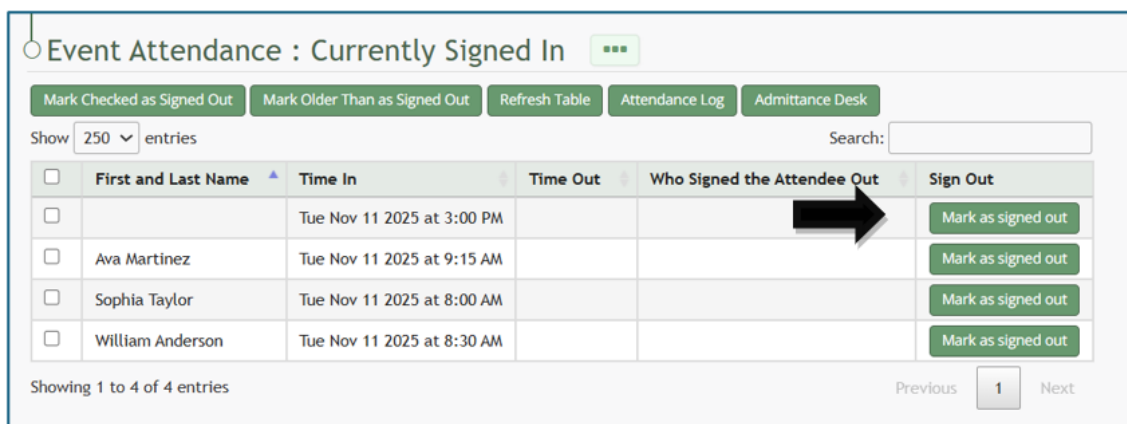 Event Attendance : Currently Signed In
Mark Checked as Signed Out Mark Older Than as Signed Out Refresh Table Attendance Log Admittance Desk
Show 250 entries Search:
First and Last Name Time In Time Out Who Signed the Attendee Out Sign Out
Tue Nov 11 2025 at 3:00 PM Mark as signed out
Ava Martinez Tue Nov 11 2025 at 9:15 AM Mark as signed out
Sophia Taylor Tue Nov 11 2025 at 8:00 AM Mark as signed out
William Anderson Tue Nov 11 2025 at 8:30 AM Mark as signed out
Showing 1 to 4 of 4 entries Previous 1 Next